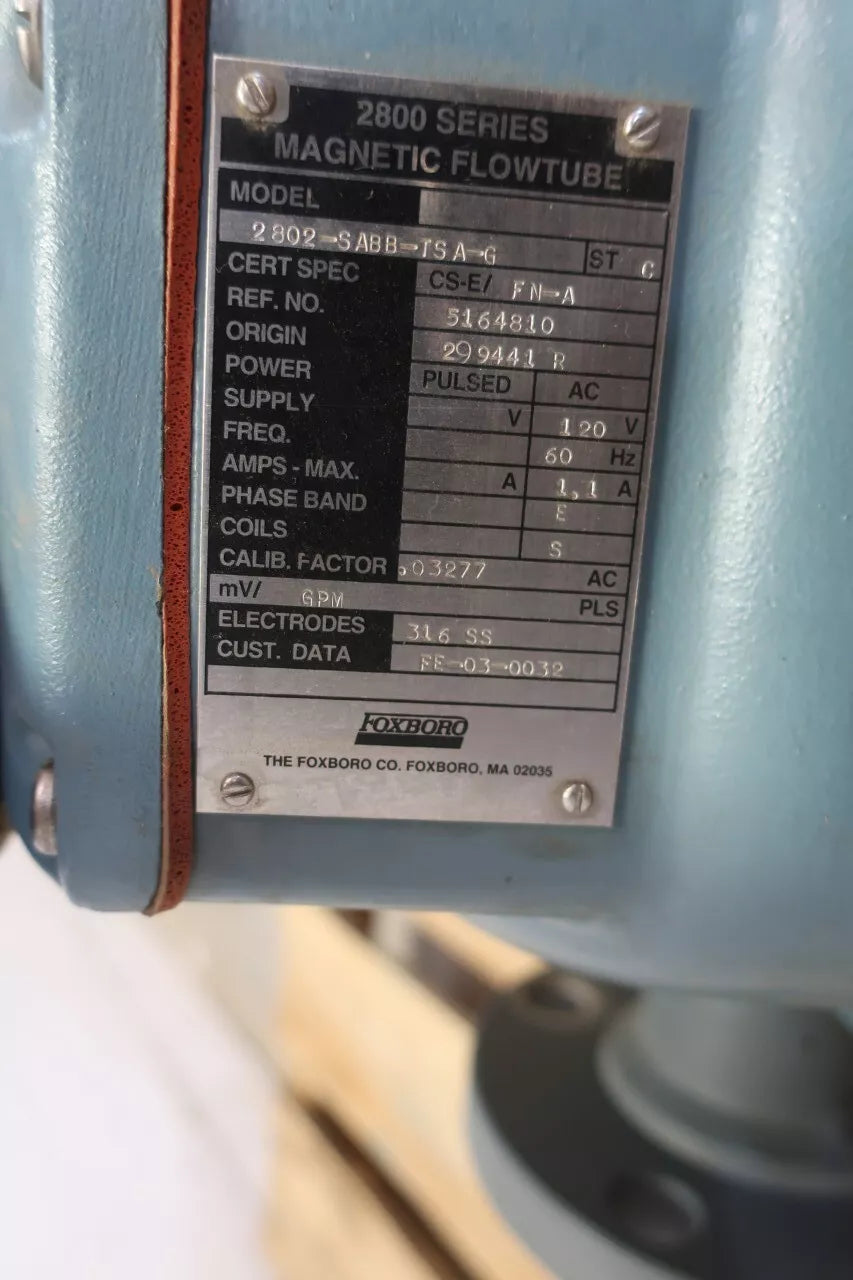 2800 SERIES
MAGNETIC FLOWTUBE
MODEL
2802-SABB-TSA-G ST C
CERT SPEC CS-E/ FN-A
REF. NO. 5164810
ORIGIN 299441 R
POWER PULSED AC
SUPPLY V 120 V
FREQ. 60 Hz
AMPS - MAX. A 1,1 A
PHASE BAND E
COILS S
CALIB. FACTOR .03277 AC
mV/ GPM PLS
ELECTRODES 316 SS
CUST. DATA FE-03-0032
FOXBORO
THE FOXBORO CO. FOXBORO, MA 02035